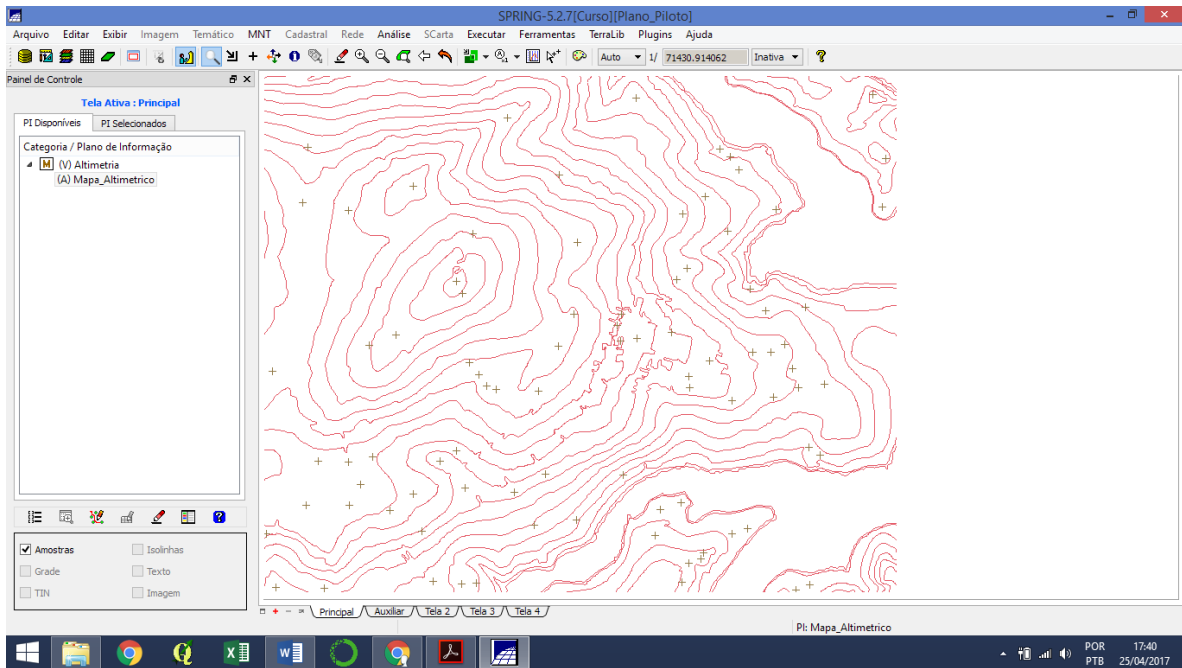 SPRING-5.2.7[Curso][Plano_Piloto]
Arquivo Editar Exibir Imagem Temático MNT Cadastral Rede Análise SCarta Executar Ferramentas TerraLib Plugins Ajuda
Auto 1/ 71430.914062 Inativa
Painel de Controle
Tela Ativa : Principal
PI Disponíveis PI Selecionados
Categoria / Plano de Informação
M (V) Altimetria
(A) Mapa_Altimetrico
Amostras Isolinhas
Grade Texto
TIN Imagem
Principal Auxiliar Tela 2 Tela 3 Tela 4
PI: Mapa_Altimetrico
POR 17:40
PTB 25/04/2017